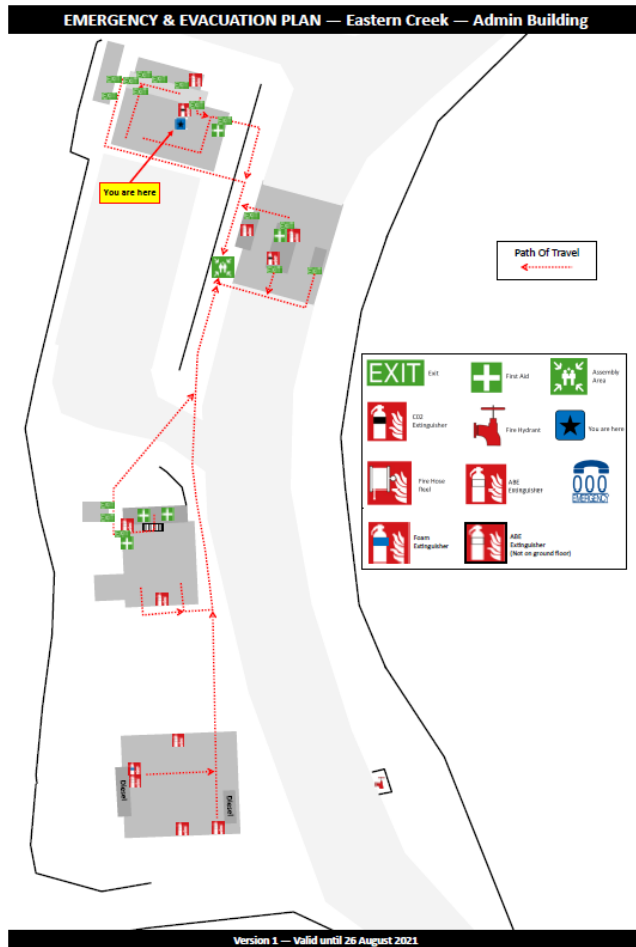 EMERGENCY & EVACUATION PLAN — Eastern Creek — Admin Building
You are here
Path Of Travel
EXIT
Exit
First Aid
Assembly
Area
CO2
Extinguisher
Fire Hydrant
You are here
Fire Hose
Reel
ABE
Extinguisher
000
EMERGENCY
Foam
Extinguisher
ABE
Extinguisher
(Not on ground floor)
Diesel
Diesel
Version 1 — Valid until 26 August 2021